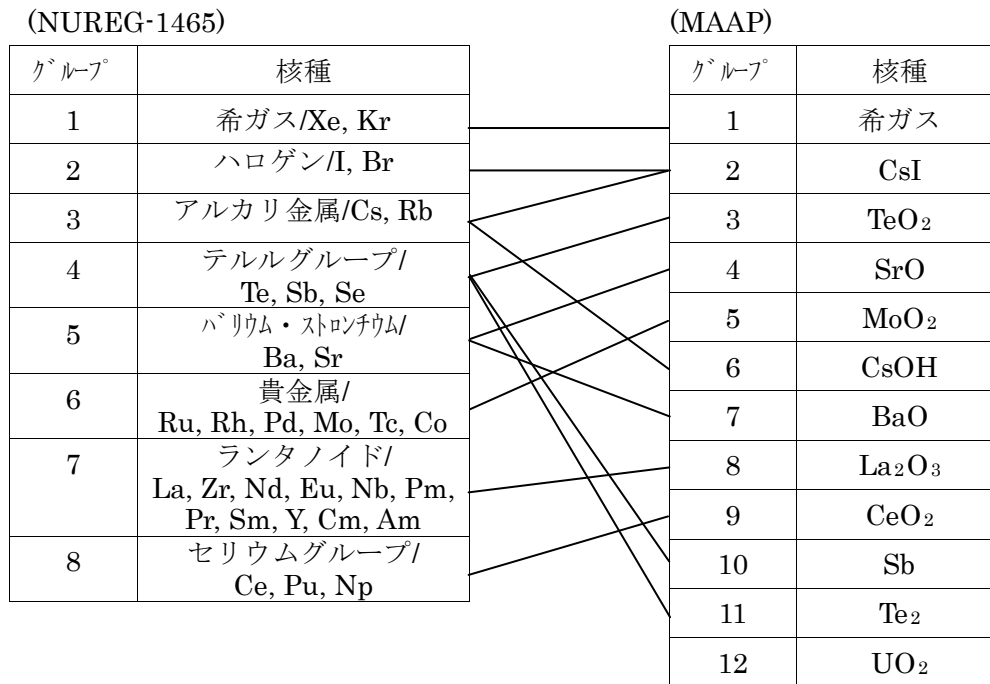 (NUREG-1465)
グループ 核種
1 希ガス/Xe, Kr
2 ハロゲン/I, Br
3 アルカリ金属/Cs, Rb
4 テルルグループ/
Te, Sb, Se
5 バリウム・ストロンチウム/
Ba, Sr
6 貴金属/
Ru, Rh, Pd, Mo, Tc, Co
7 ランタノイド/
La, Zr, Nd, Eu, Nb, Pm,
Pr, Sm, Y, Cm, Am
8 セリウムグループ/
Ce, Pu, Np
(MAAP)
グループ 核種
1 希ガス
2 CsI
3 TeO₂
4 SrO
5 MoO₂
6 CsOH
7 BaO
8 La₂O₃
9 CeO₂
10 Sb
11 Te₂
12 UO₂